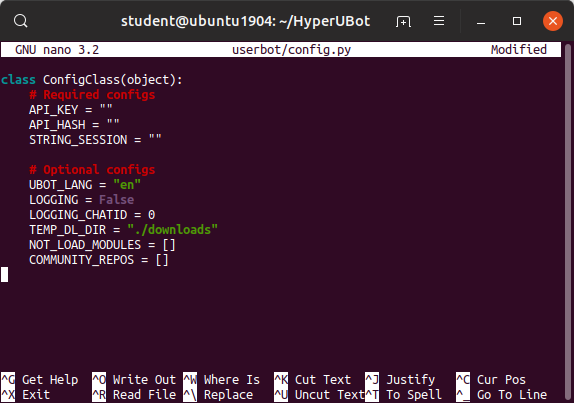 student@ubuntu1904: ~/HyperUBot
GNU nano 3.2 userbot/config.py Modified
class ConfigClass(object):
# Required configs
API_KEY = ""
API_HASH = ""
STRING_SESSION = ""
# Optional configs
UBOT_LANG = "en"
LOGGING = False
LOGGING_CHATID = 0
TEMP_DL_DIR = "./downloads"
NOT_LOAD_MODULES = []
COMMUNITY_REPOS = []
^G Get Help ^O Write Out ^W Where Is ^K Cut Text ^J Justify ^C Cur Pos
^X Exit ^R Read File ^\ Replace ^U Uncut Text ^T To Spell ^_ Go To Line